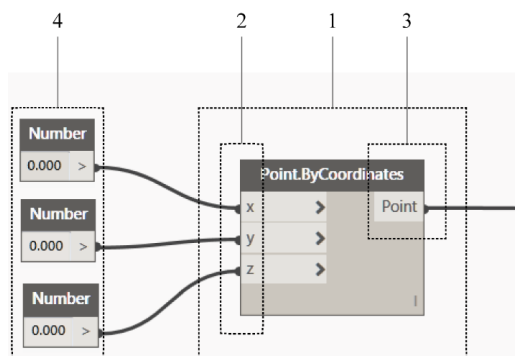 4 2 1 3
Number
0.000 >
Number
0.000 >
Number
0.000 >
Point.ByCoordinates
x > Point
y >
z >
l